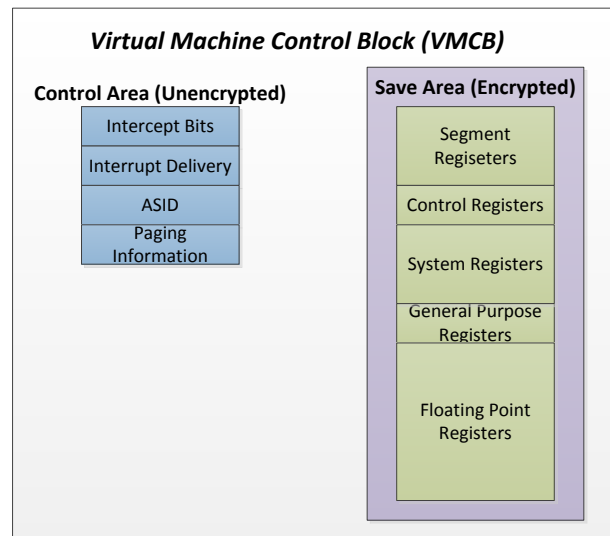 Virtual Machine Control Block (VMCB)
Control Area (Unencrypted)
Intercept Bits
Interrupt Delivery
ASID
Paging
Information
Save Area (Encrypted)
Segment
Regiseters
Control Registers
System Registers
General Purpose
Registers
Floating Point
Registers